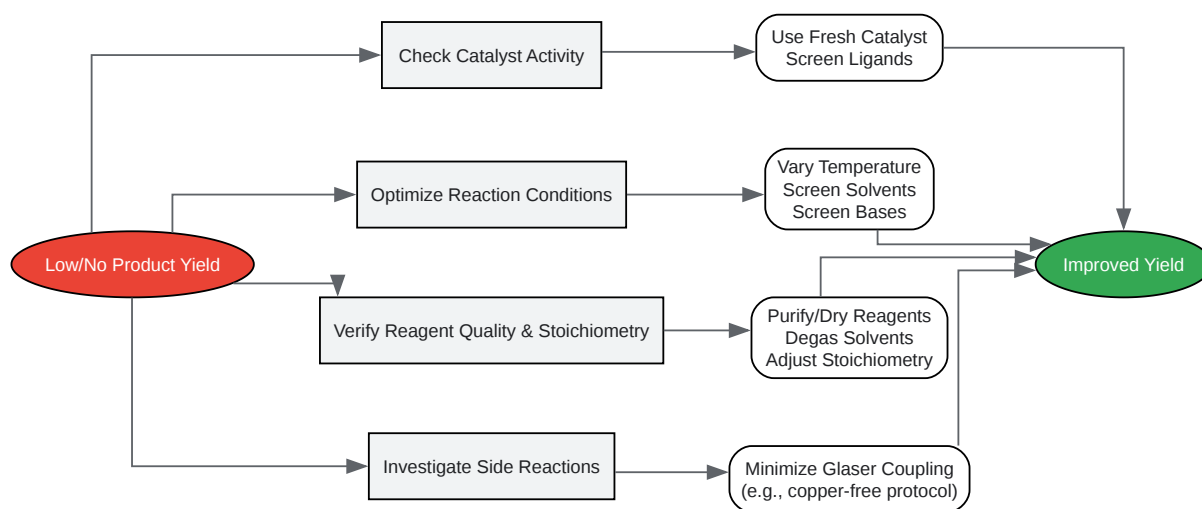 Check Catalyst Activity
Use Fresh Catalyst
Screen Ligands
Optimize Reaction Conditions
Vary Temperature
Screen Solvents
Screen Bases
Low/No Product Yield
Improved Yield
Verify Reagent Quality & Stoichiometry
Purify/Dry Reagents
Degas Solvents
Adjust Stoichiometry
Investigate Side Reactions
Minimize Glaser Coupling
(e.g., copper-free protocol)